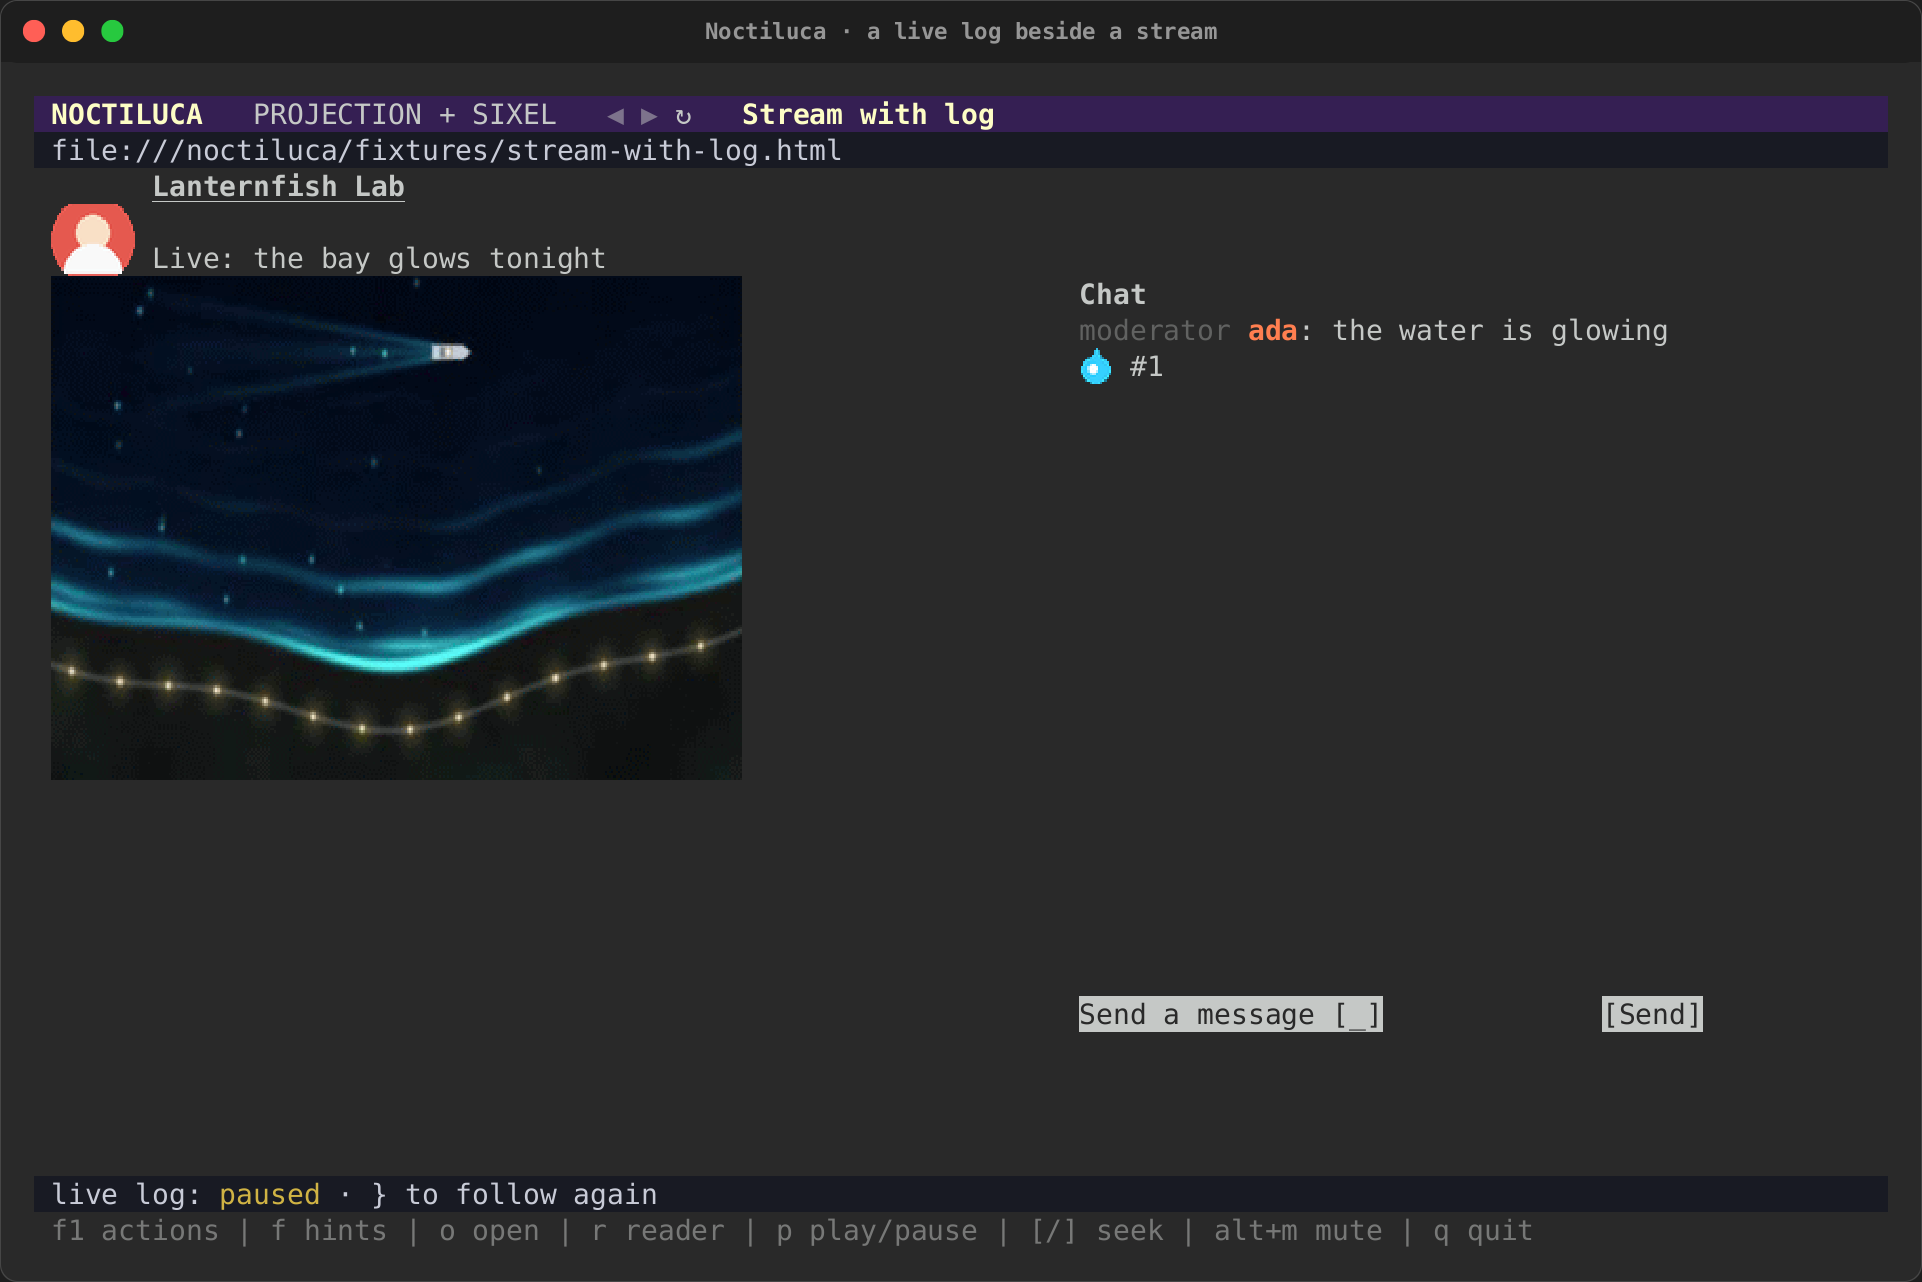 Noctiluca · a live log beside a stream
NOCTILUCA PROJECTION + SIXEL ◀ ▶ ↻ Stream with log
file:///noctiluca/fixtures/stream-with-log.html
Lanternfish Lab
Live: the bay glows tonight
Chat
moderator ada: the water is glowing
#1
Send a message [_] [Send]
live log: paused · } to follow again
f1 actions | f hints | o open | r reader | p play/pause | [/] seek | alt+m mute | q quit